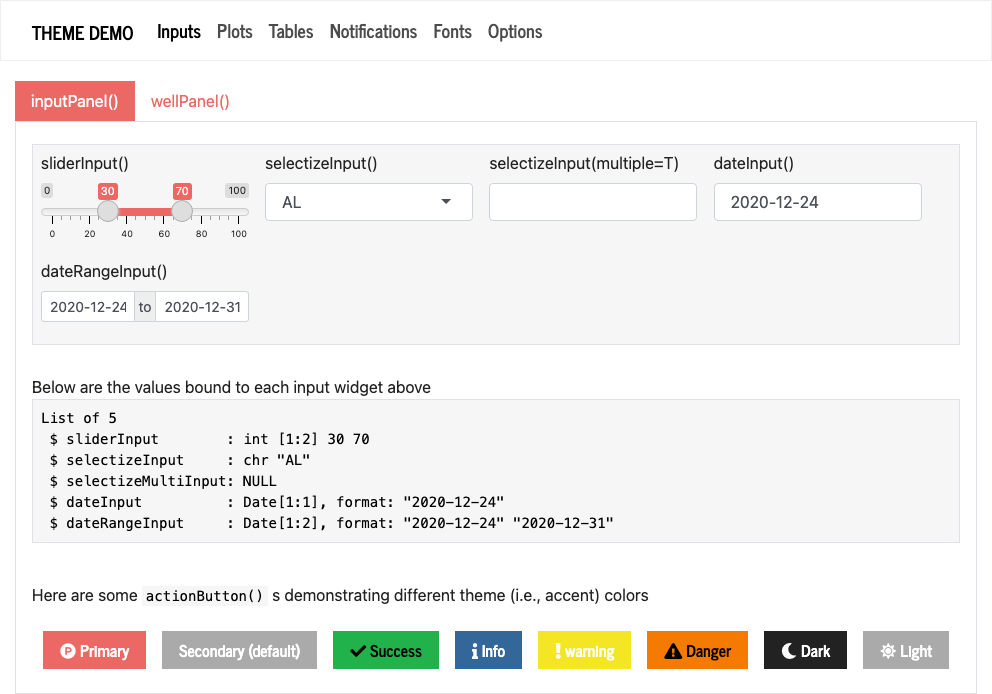 THEME DEMO Inputs Plots Tables Notifications Fonts Options
inputPanel() wellPanel()
sliderInput() selectizeInput() selectizeInput(multiple=T) dateInput()
0 30 70 100
AL 2020-12-24
0 20 40 60 80 100
dateRangeInput()
2020-12-24 to 2020-12-31
Below are the values bound to each input widget above
List of 5
 $ sliderInput        : int [1:2] 30 70
 $ selectizeInput     : chr "AL"
 $ selectizeMultiInput: NULL
 $ dateInput          : Date[1:1], format: "2020-12-24"
 $ dateRangeInput     : Date[1:2], format: "2020-12-24" "2020-12-31"
Here are some actionButton() s demonstrating different theme (i.e., accent) colors
Primary Secondary (default) Success Info warning Danger Dark Light